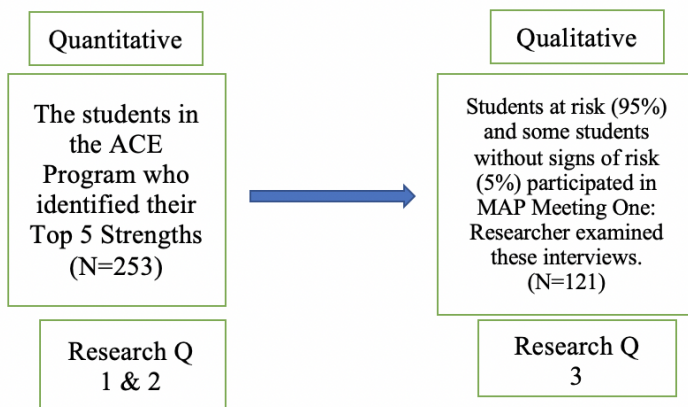 Quantitative
The students in
the ACE
Program who
identified their
Top 5 Strengths
(N=253)
Research Q
1 & 2
Qualitative
Students at risk (95%)
and some students
without signs of risk
(5%) participated in
MAP Meeting One:
Researcher examined
these interviews.
(N=121)
Research Q
3